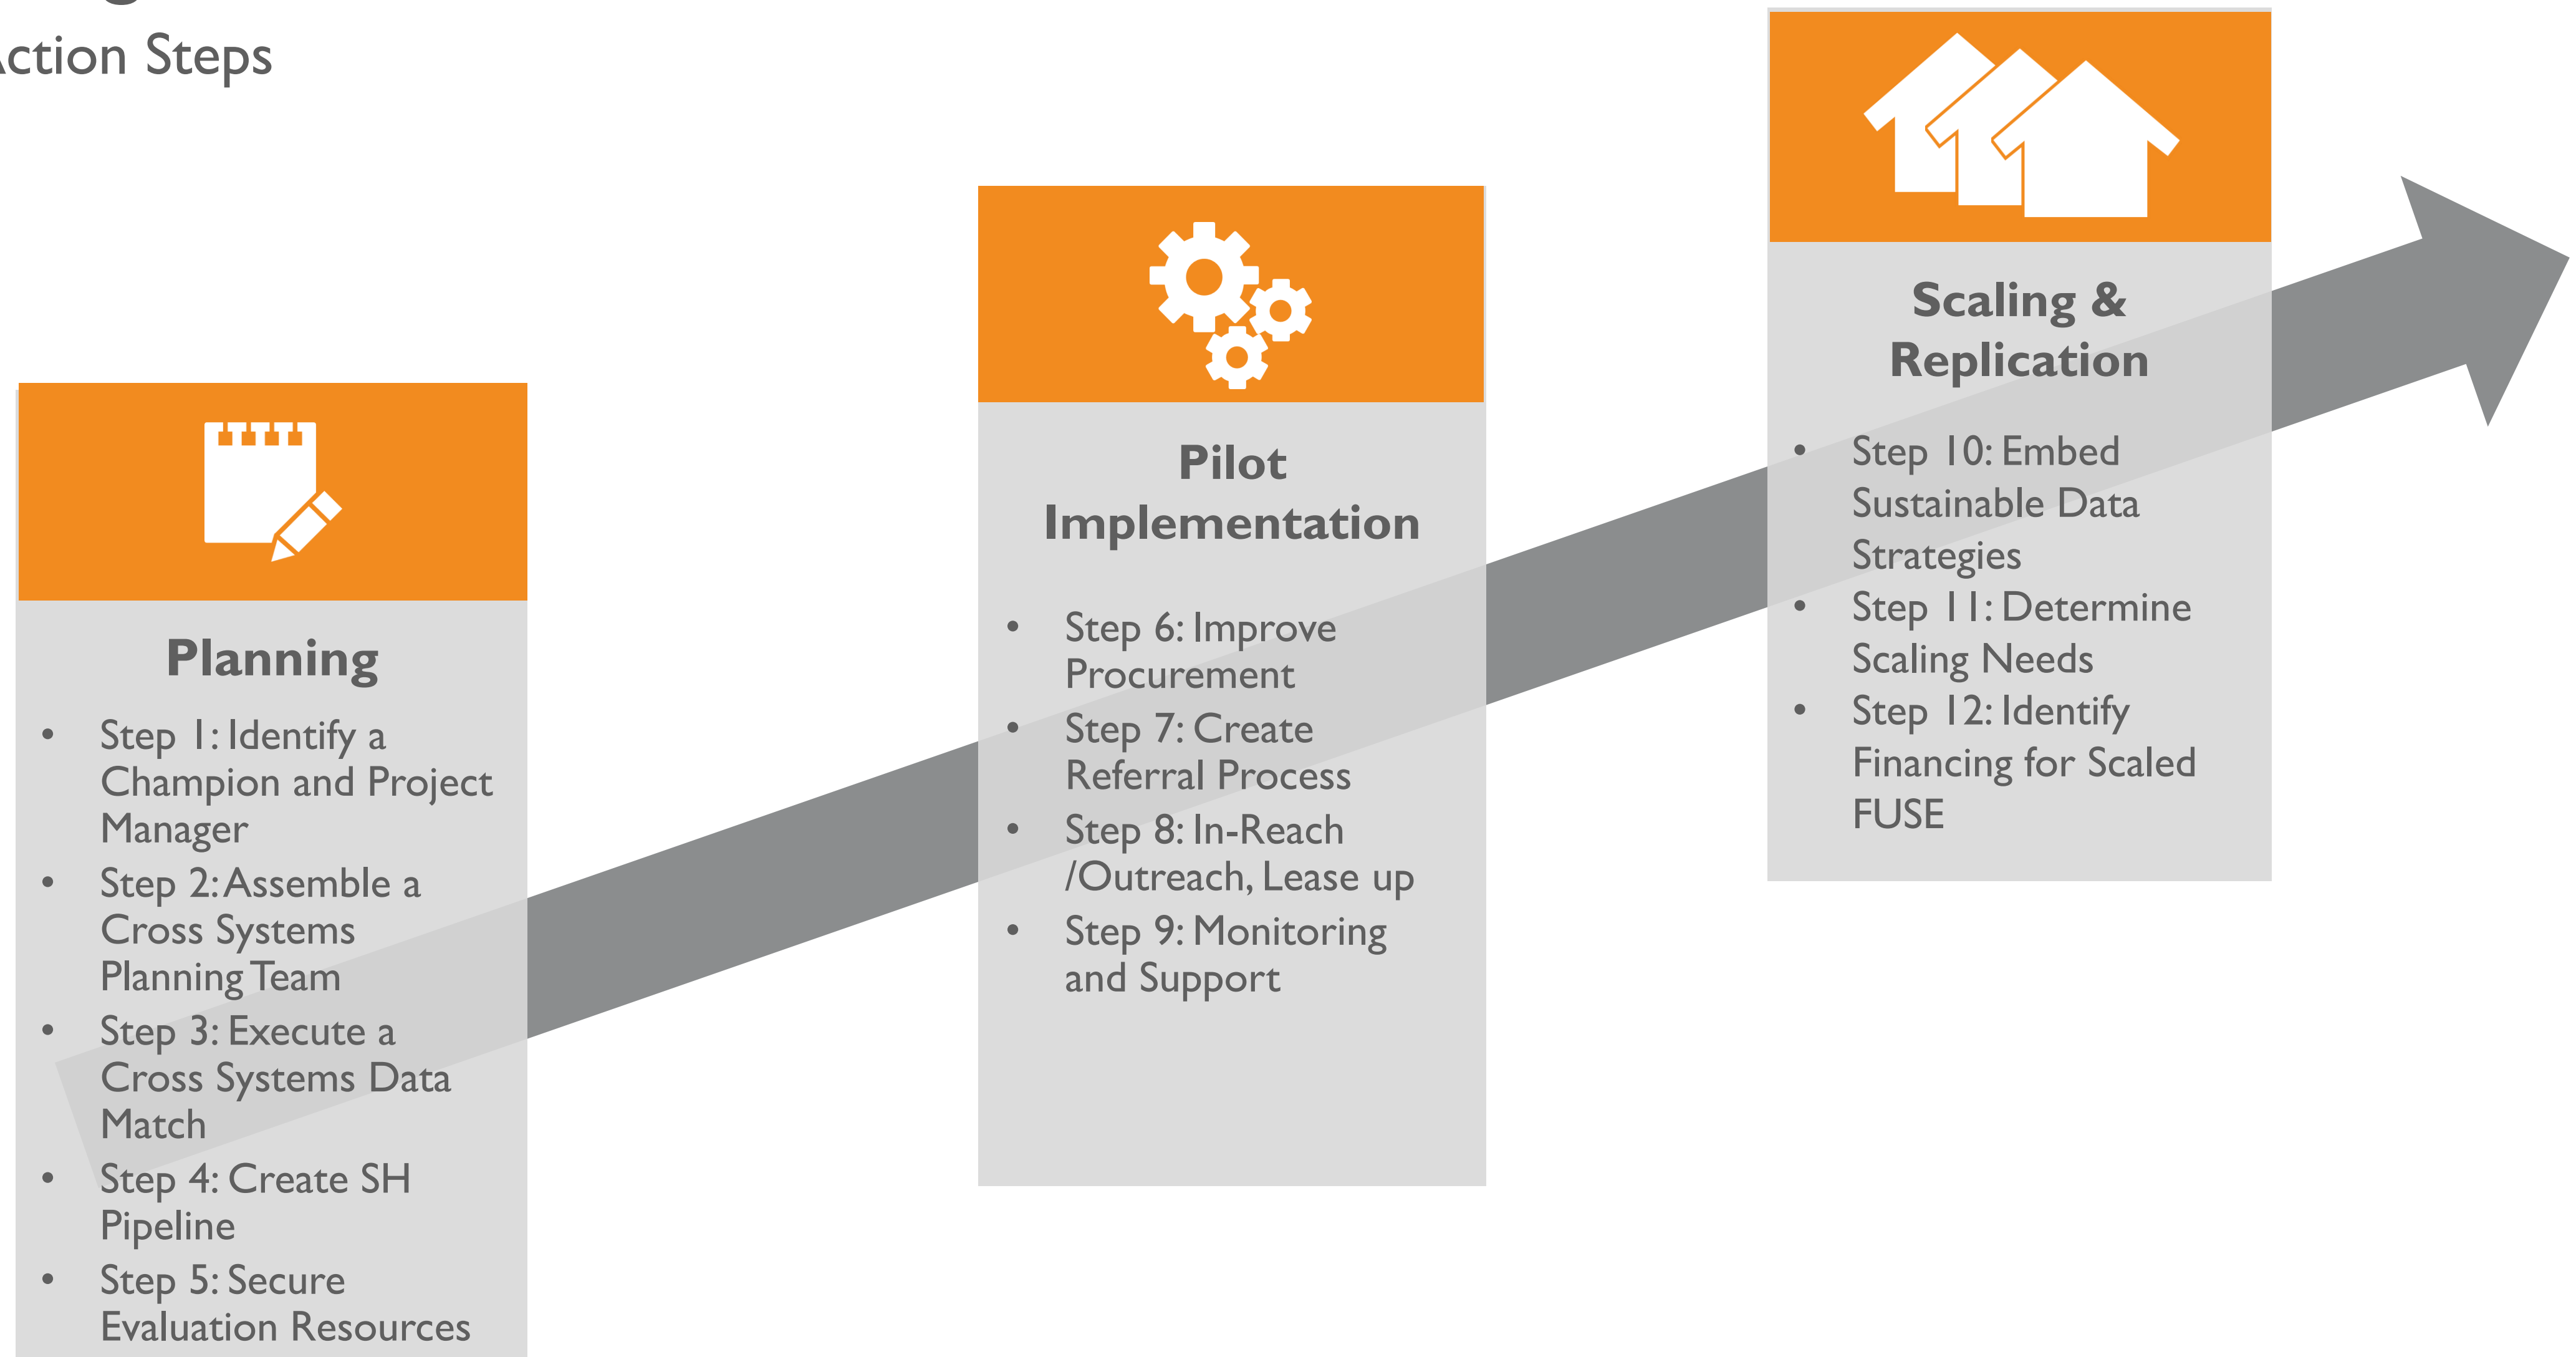 Action Steps
Planning
• Step 1: Identify a
Champion and Project
Manager
• Step 2: Assemble a
Cross Systems
Planning Team
• Step 3: Execute a
Cross Systems Data
Match
• Step 4: Create SH
Pipeline
• Step 5: Secure
Evaluation Resources
Pilot
Implementation
• Step 6: Improve
Procurement
• Step 7: Create
Referral Process
• Step 8: In-Reach
/Outreach, Lease up
• Step 9: Monitoring
and Support
Scaling &
Replication
• Step 10: Embed
Sustainable Data
Strategies
• Step 11: Determine
Scaling Needs
• Step 12: Identify
Financing for Scaled
FUSE